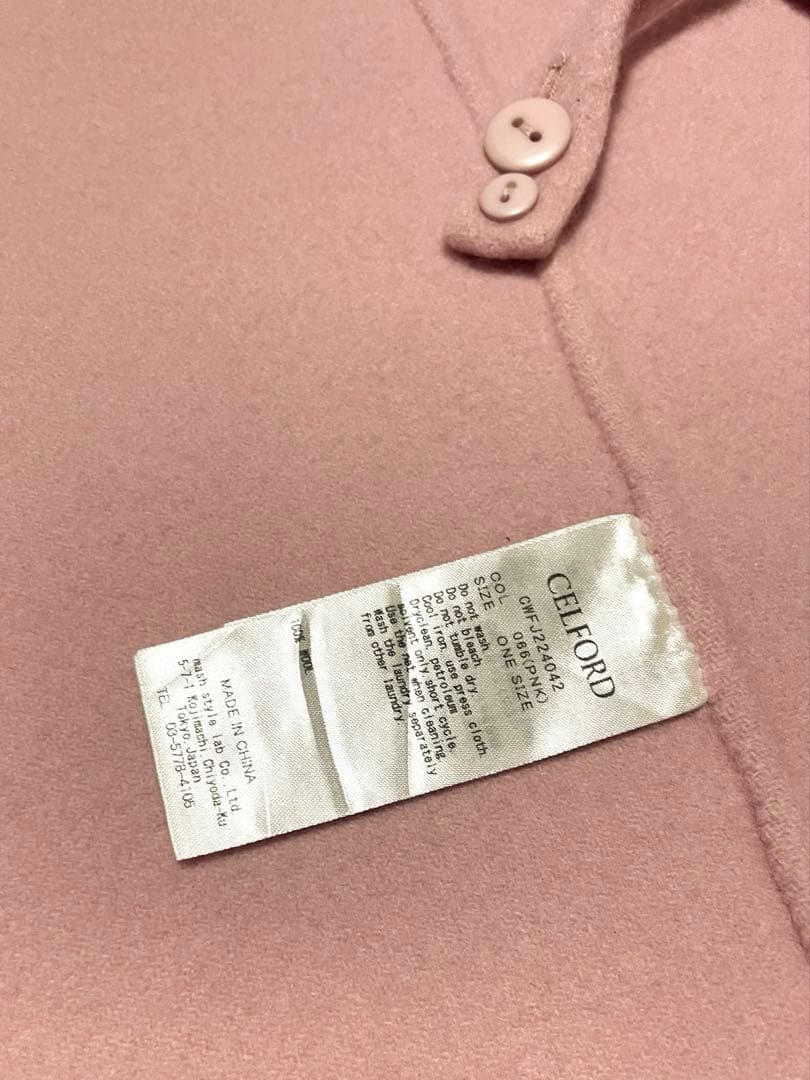 CELFORD
CWFJ224042
COL 066(PNK)
SIZE ONE SIZE
Do not wash.
Do not bleach.
Do not tumble dry.
Cool iron, use press cloth.
Dryclean, petroleum
solvent only short cycle.
Use the net when cleaning.
Wash the laundry separately
from other laundry.
100% WOOL
MADE IN CHINA
mash style lab Co., Ltd.
5-7-1 Kojimachi, Chiyoda-Ku
Tokyo, Japan
TEL 03-5778-4105